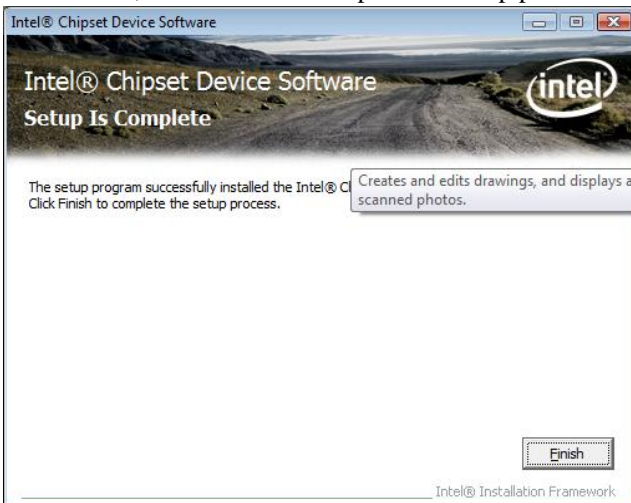 Intel® Chipset Device Software
Intel® Chipset Device Software
intel
Setup Is Complete
The setup program successfully installed the Intel®
Click Finish to complete the setup process.
Creates and edits drawings, and displays
scanned photos.
Finish
Intel® Installation Framework